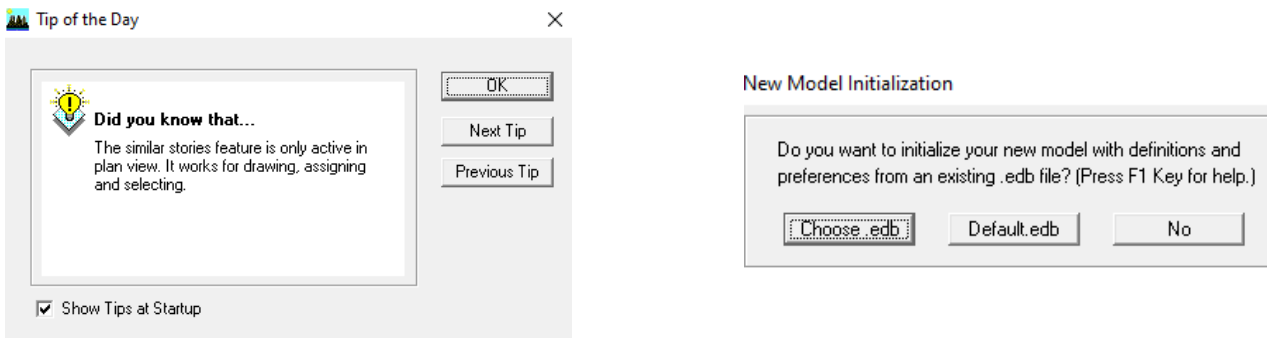 Tip of the Day
OK
Did you know that...
Next Tip
The similar stories feature is only active in
plan view. It works for drawing, assigning
and selecting.
Previous Tip
Show Tips at Startup
New Model Initialization
Do you want to initialize your new model with definitions and
preferences from an existing .edb file? (Press F1 Key for help.)
Choose .edb
Default.edb
No